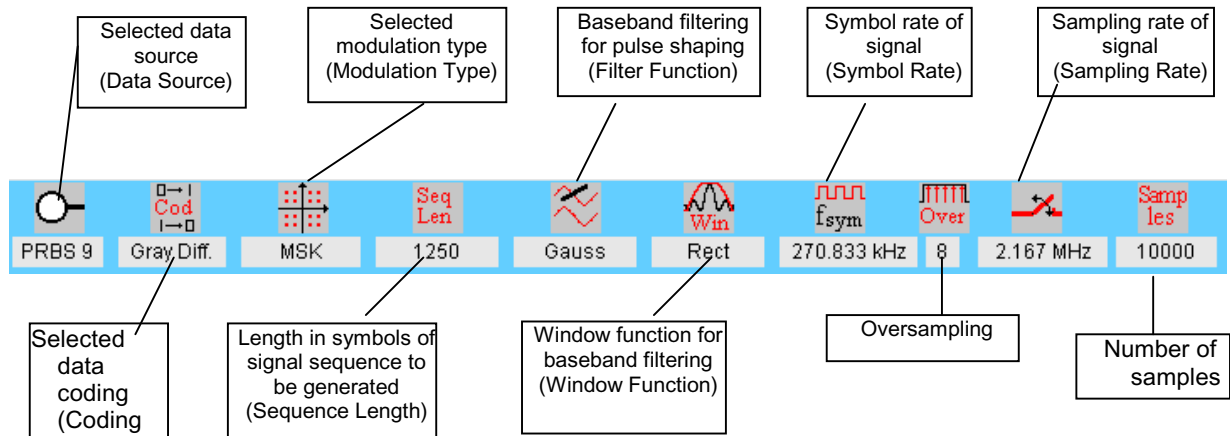 Selected data
source
(Data Source)
Selected
modulation type
(Modulation Type)
Baseband filtering
for pulse shaping
(Filter Function)
Symbol rate of
signal
(Symbol Rate)
Sampling rate of
signal
(Sampling Rate)
Cod
Seq
Len
Win
fsym
Over
Samp
les
PRBS 9
Gray Diff.
MSK
1250
Gauss
Rect
270.833 kHz
8
2.167 MHz
10000
Selected
data
coding
(Coding
Length in symbols of
signal sequence to
be generated
(Sequence Length)
Window function for
baseband filtering
(Window Function)
Oversampling
Number of
samples